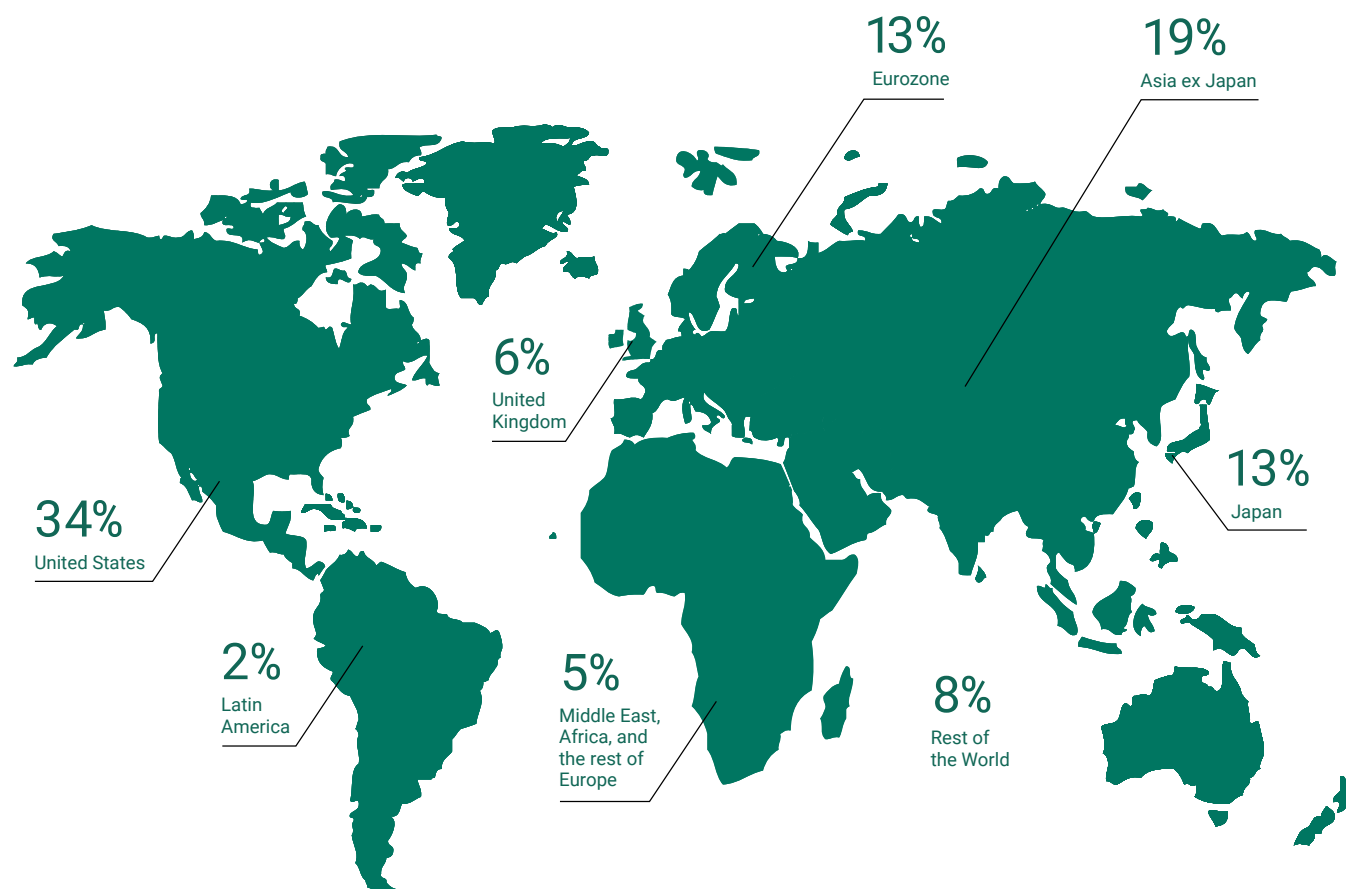 13%
Eurozone
19%
Asia ex Japan
6%
United
Kingdom
13%
Japan
34%
United States
2%
Latin
America
5%
Middle East,
Africa, and
the rest of
Europe
8%
Rest of
the World